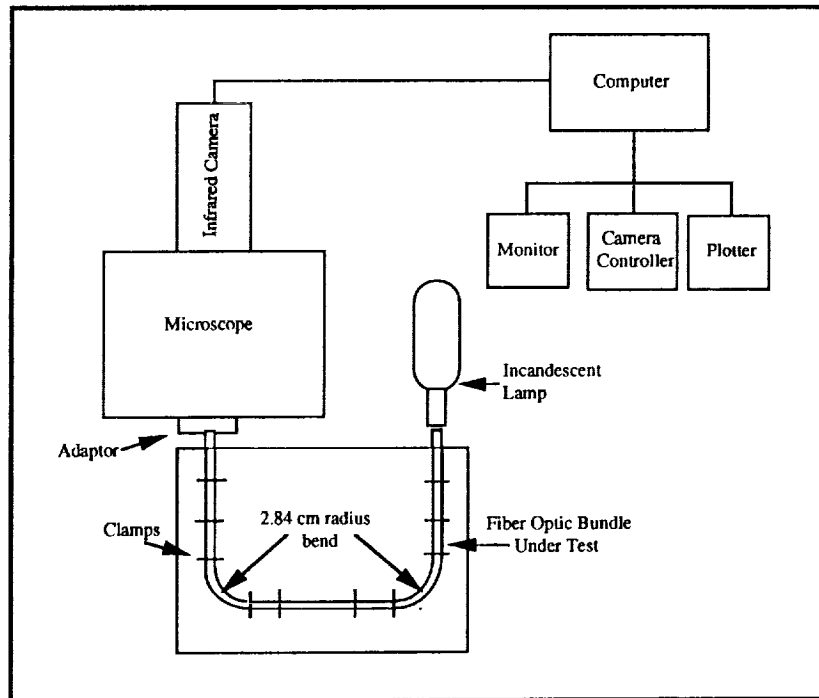 Computer
Infrared Camera
Monitor
Camera
Controller
Plotter
Microscope
Incandescent
Lamp
Adaptor
Clamps
2.84 cm radius
bend
Fiber Optic Bundle
Under Test